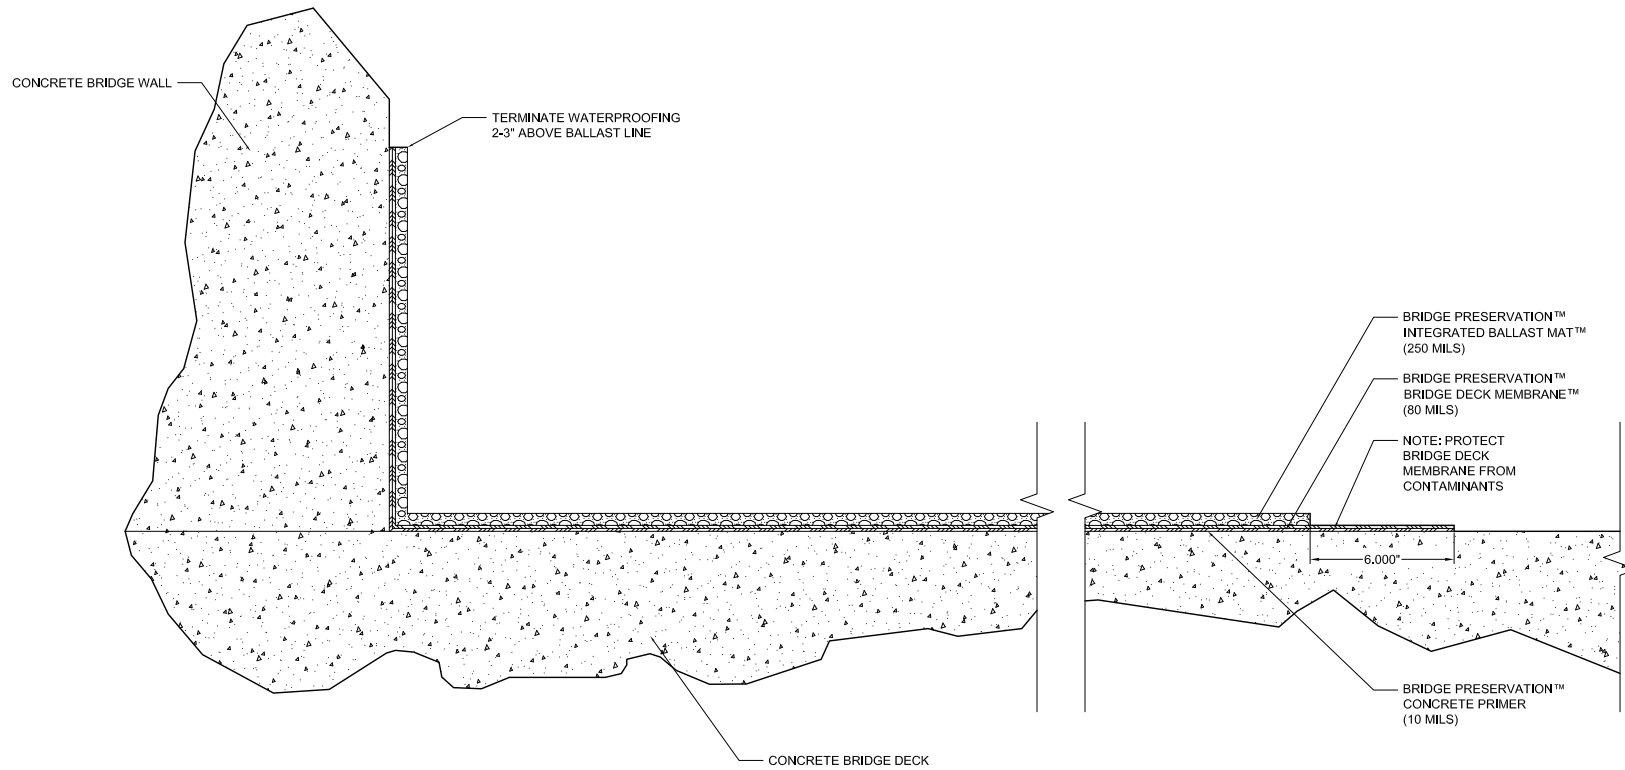 CONCRETE BRIDGE WALL
TERMINATE WATERPROOFING
2-3" ABOVE BALLAST LINE
BRIDGE PRESERVATION™
INTEGRATED BALLAST MAT™
(250 MILS)
BRIDGE PRESERVATION™
BRIDGE DECK MEMBRANE™
(80 MILS)
NOTE: PROTECT
BRIDGE DECK
MEMBRANE FROM
CONTAMINANTS
6.000"
BRIDGE PRESERVATION™
CONCRETE PRIMER
(10 MILS)
CONCRETE BRIDGE DECK